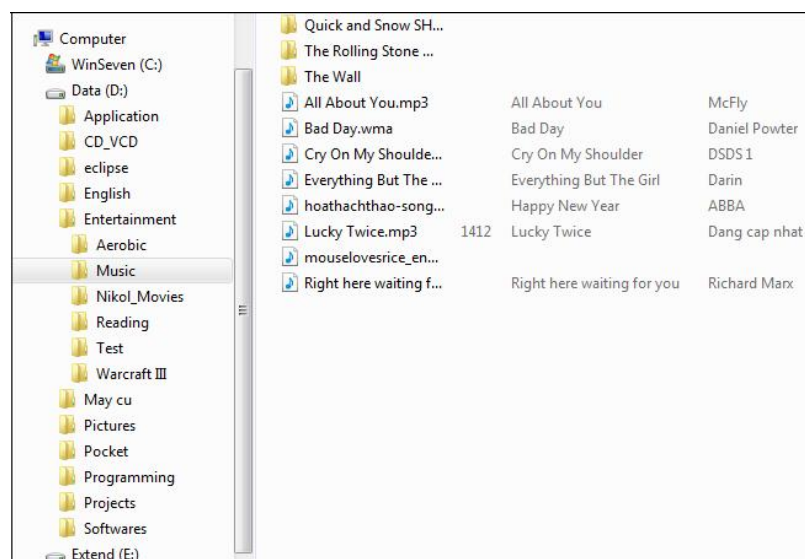 Computer
WinSeven (C:)
Data (D:)
Application
CD_VCD
eclipse
English
Entertainment
Aerobic
Music
Nikol_Movies
Reading
Test
Warcraft III
May cu
Pictures
Pocket
Programming
Projects
Softwares
Extend (E:)
Quick and Snow SH...
The Rolling Stone ...
The Wall
All About You.mp3 All About You McFly
Bad Day.wma Bad Day Daniel Powter
Cry On My Shoulde... Cry On My Shoulder DSDS 1
Everything But The ... Everything But The Girl Darin
hoathachthao-song... Happy New Year ABBA
Lucky Twice.mp3 1412 Lucky Twice Dang cap nhat
mouselovesrice_en...
Right here waiting f... Right here waiting for you Richard Marx